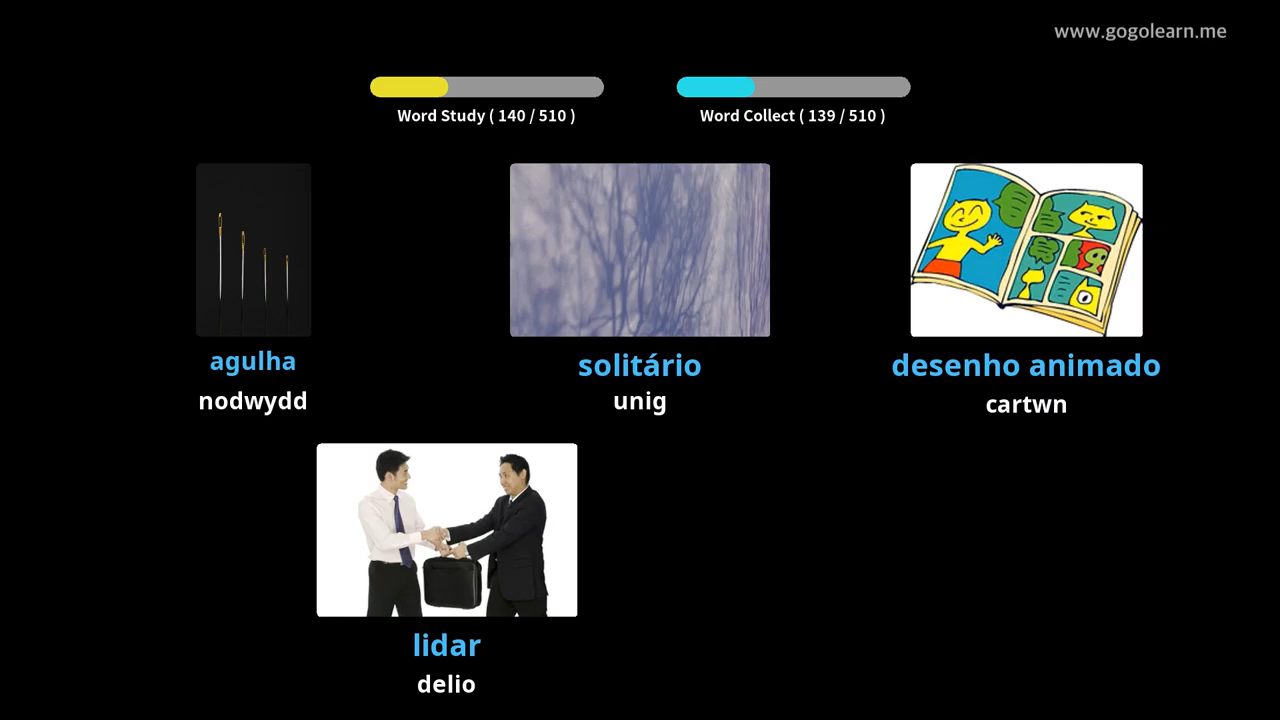 www.gogolearn.me
Word Study ( 140 / 510 )
Word Collect ( 139 / 510 )
agulha
nodwydd
solitário
unig
desenho animado
cartwn
lidar
delio